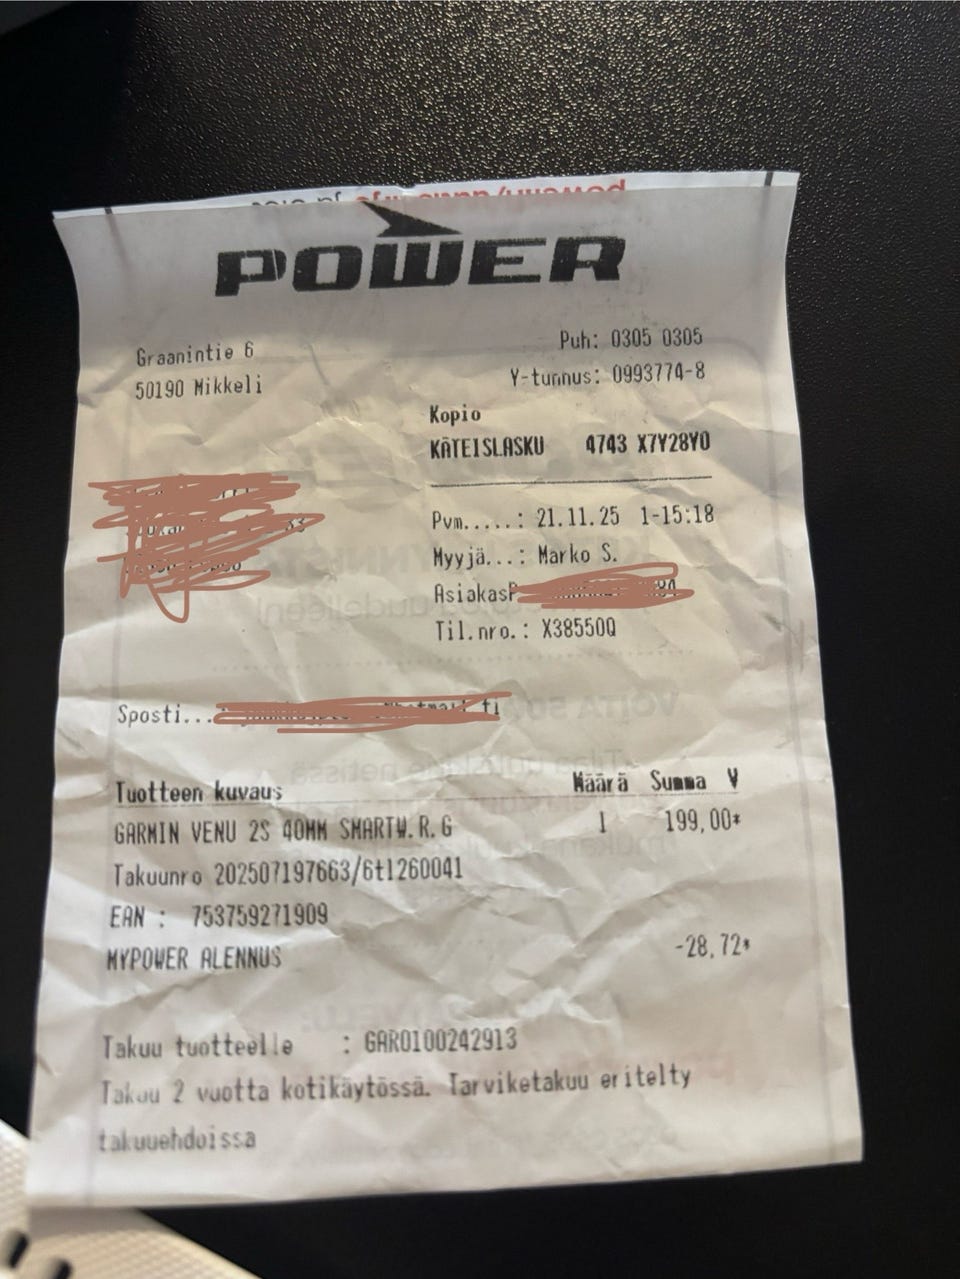 POWER
Graanintie 6
50190 Mikkeli
Puh: 0305 0305
Y-tunnus: 0993774-8
Kopio
KÄTEISLASKU 4743 X7Y28Y0
Pvm.....: 21.11.25 1-15:18
Myyjä...: Marko S.
Asiakas
Til.nro.: X38550Q
Sposti...:
Tuotteen kuvaus Määrä Summa V
GARMIN VENU 2S 40MM SMARTW.R.G 1 199,00*
Takuunro 202507197663/6tl260041
EAN : 753759271909
MYPOWER ALENNUS -28,72*
Takuu tuotteelle : GAR0100242913
Takuu 2 vuotta kotikäytössä. Tarviketakuu eritelty
takuuehdoissa